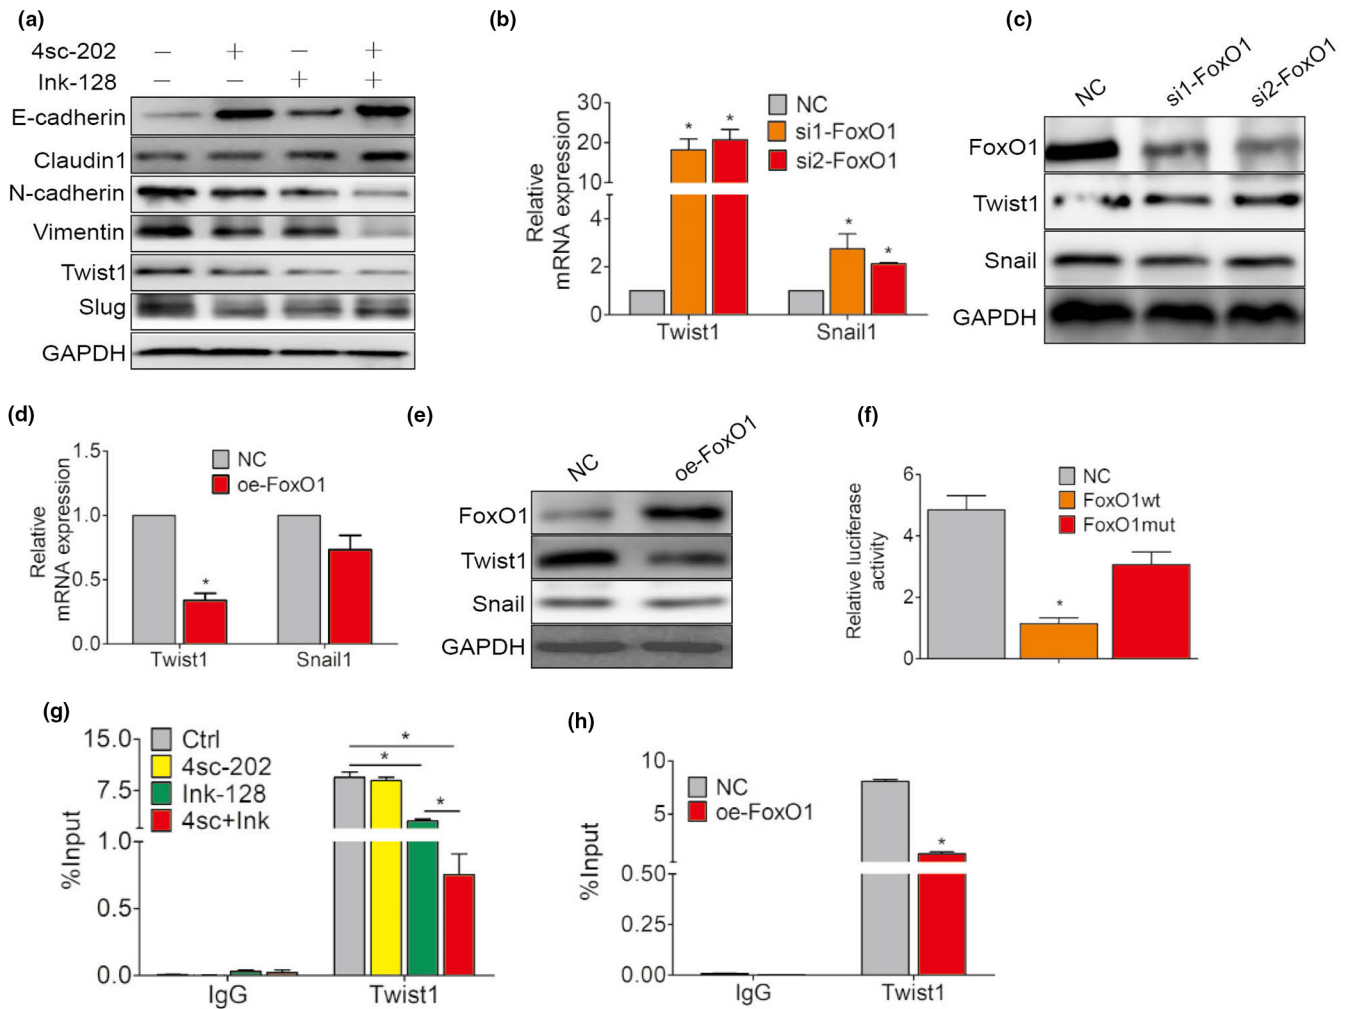 (a)
4sc-202 − + − +
Ink-128 − − + +
E-cadherin
Claudin1
N-cadherin
Vimentin
Twist1
Slug
GAPDH
(b)
Relative
mRNA expression
30
20
10
4
2
0
NC
si1-FoxO1
si2-FoxO1
* * * *
Twist1 Snail1
(c)
NC si1-FoxO1 si2-FoxO1
FoxO1
Twist1
Snail
GAPDH
(d)
Relative
mRNA expression
1.5
1.0
0.5
0.0
NC
oe-FoxO1
*
Twist1 Snail1
(e)
NC oe-FoxO1
FoxO1
Twist1
Snail
GAPDH
(f)
Relative luciferase
activity
6
4
2
0
NC
FoxO1wt
FoxO1mut
*
(g)
%Input
15.0
7.5
1.0
0.5
0.0
Ctrl
4sc-202
Ink-128
4sc+Ink
*
*
*
IgG Twist1
(h)
%Input
10
5
0.50
0.25
0.00
NC
oe-FoxO1
*
IgG Twist1